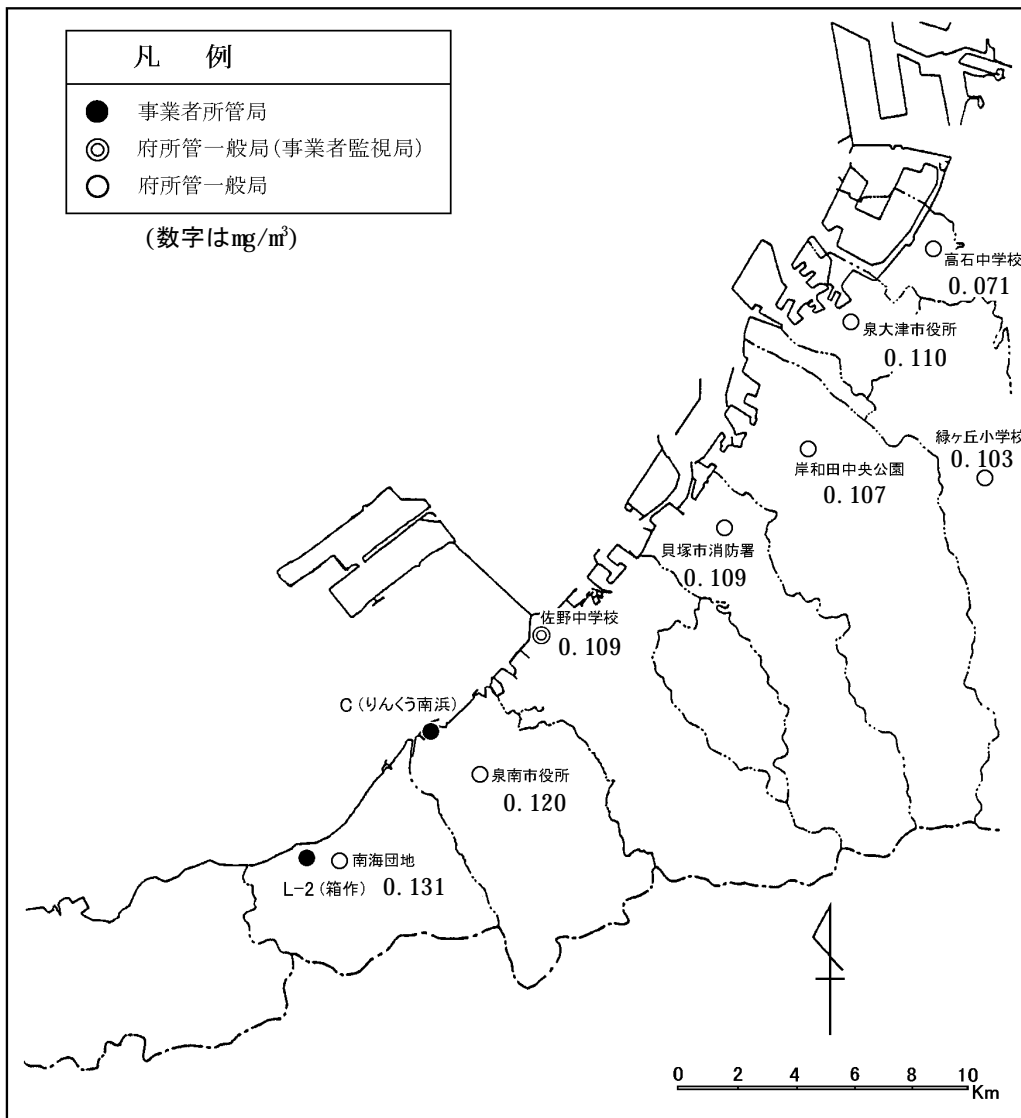 凡 例
事業者所管局
府所管一般局(事業者監視局)
府所管一般局
(数字はmg/m³)
高石中学校
0.071
泉大津市役所
0.110
緑ヶ丘小学校
0.103
岸和田中央公園
0.107
貝塚市消防署
0.109
佐野中学校
0.109
C (りんくう南浜)
泉南市役所
0.120
南海団地
L-2 (箱作) 0.131
0 2 4 6 8 10
Km